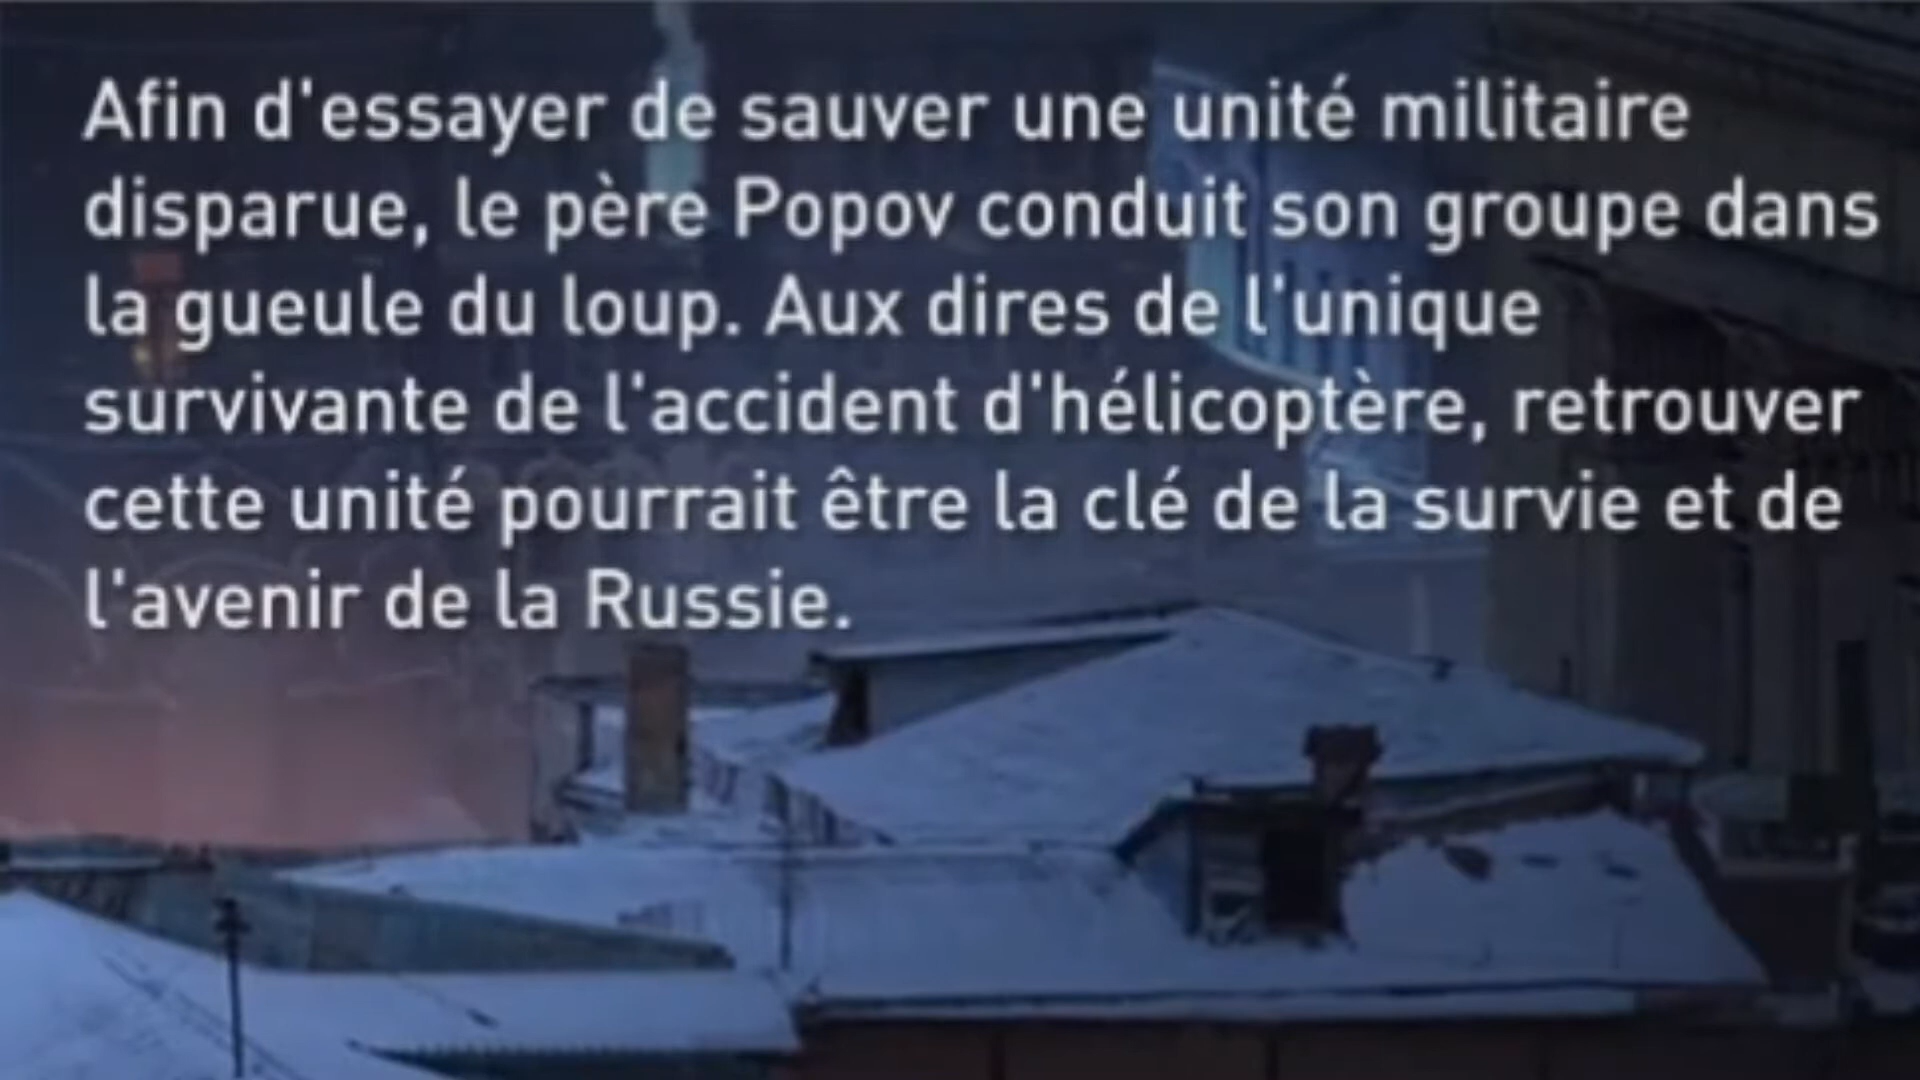 Afin d'essayer de sauver une unité militaire
disparue, le père Popov conduit son groupe dans
la gueule du loup. Aux dires de l'unique
survivante de l'accident d'hélicoptère, retrouver
cette unité pourrait être la clé de la survie et de
l'avenir de la Russie.